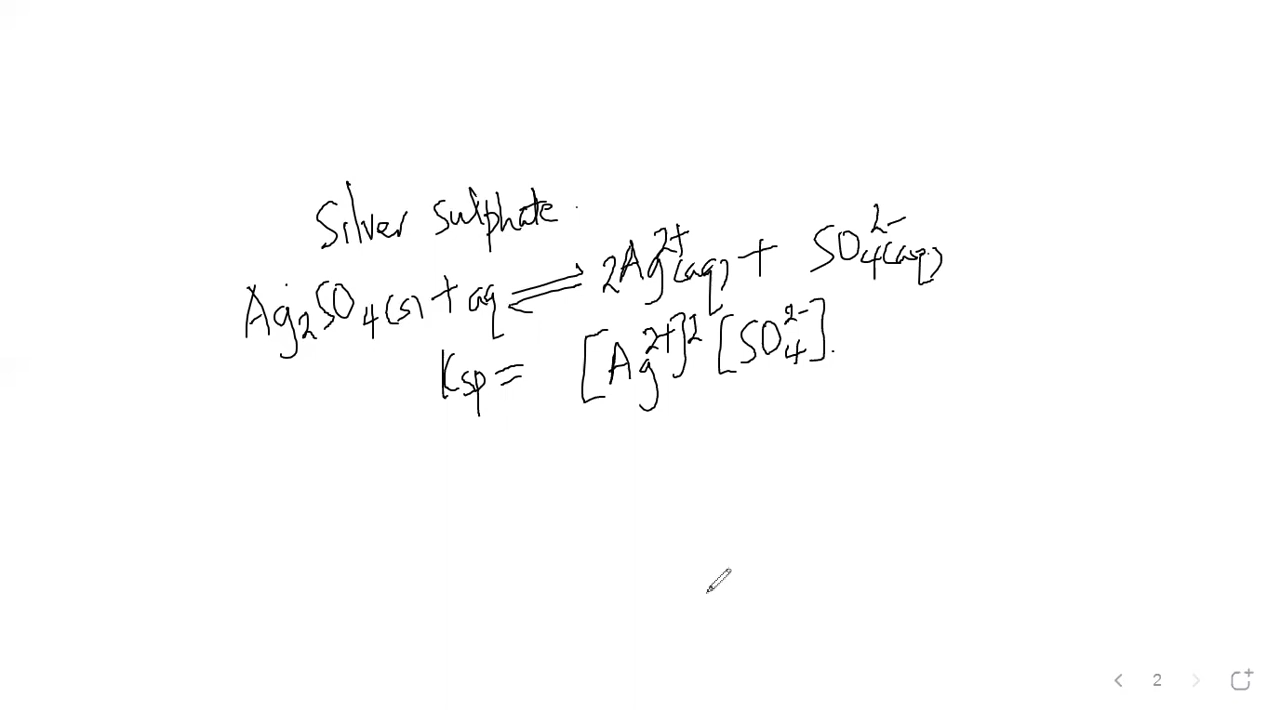 Silver sulphate.
Ag₂SO₄(s) + aq ⇌ 2Ag²⁺(aq) + SO₄²⁻(aq)
Ksp = [Ag²⁺]² [SO₄²⁻].
2